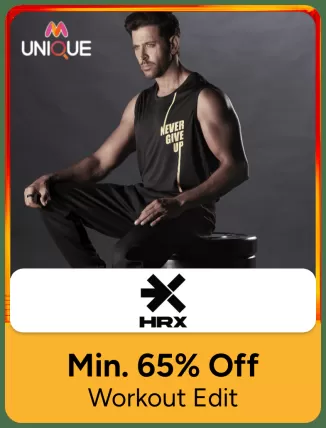 UNIQUE
NEVER
GIVE
UP
HRX
Min. 65% Off
Workout Edit